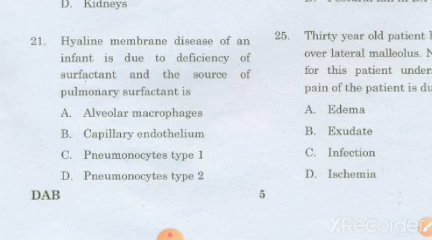 D. Kidneys
21. Hyaline membrane disease of an
infant is due to deficiency of
surfactant and the source of
pulmonary surfactant is
A. Alveolar macrophages
B. Capillary endothelium
C. Pneumonocytes type 1
D. Pneumonocytes type 2
DAB
5
25. Thirty year old patient
over lateral malleolus.
for this patient under
pain of the patient is du
A. Edema
B. Exudate
C. Infection
D. Ischemia
XRecorder